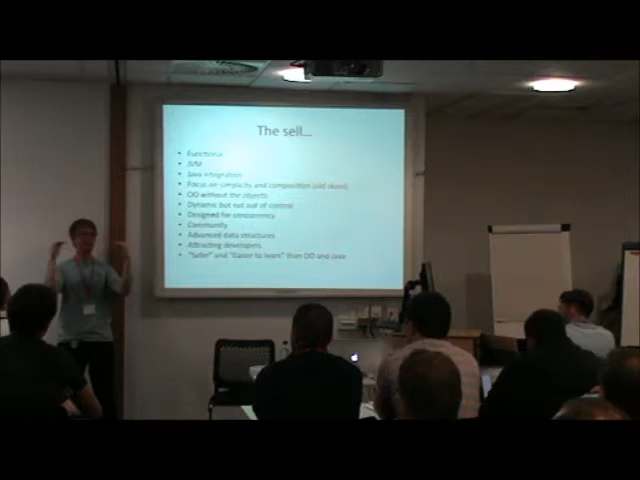 The sell...
Functional
JVM
Java integration
Focus on simplicity and composition (old skool)
OO without the objects
Dynamic but not out of control
Designed for concurrency
Community
Advanced data structures
Attracting developers
"Safer" and "Easier to learn" than OO and Java